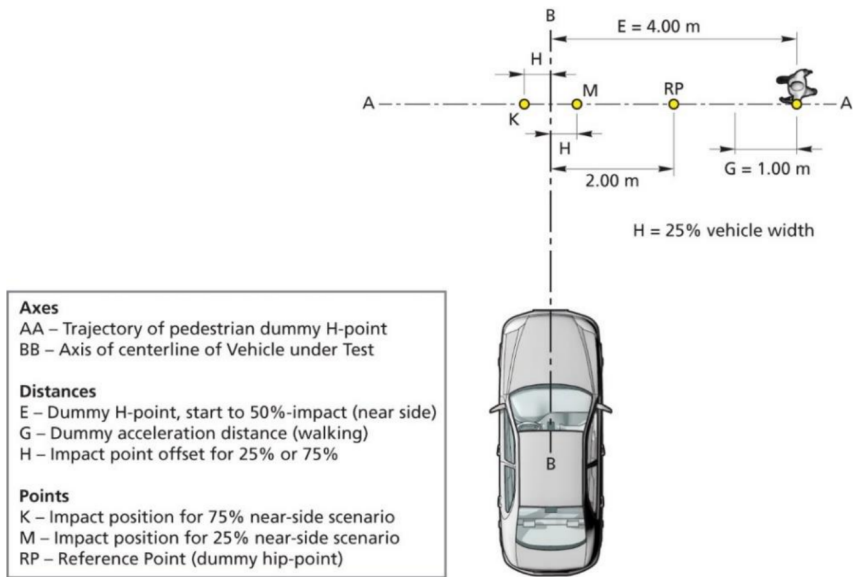 B
E = 4.00 m
H
A
M
RP
A
K
H
2.00 m
G = 1.00 m
H = 25% vehicle width
Axes
AA – Trajectory of pedestrian dummy H-point
BB – Axis of centerline of Vehicle under Test
Distances
E – Dummy H-point, start to 50%-impact (near side)
G – Dummy acceleration distance (walking)
H – Impact point offset for 25% or 75%
Points
K – Impact position for 75% near-side scenario
M – Impact position for 25% near-side scenario
RP – Reference Point (dummy hip-point)
B